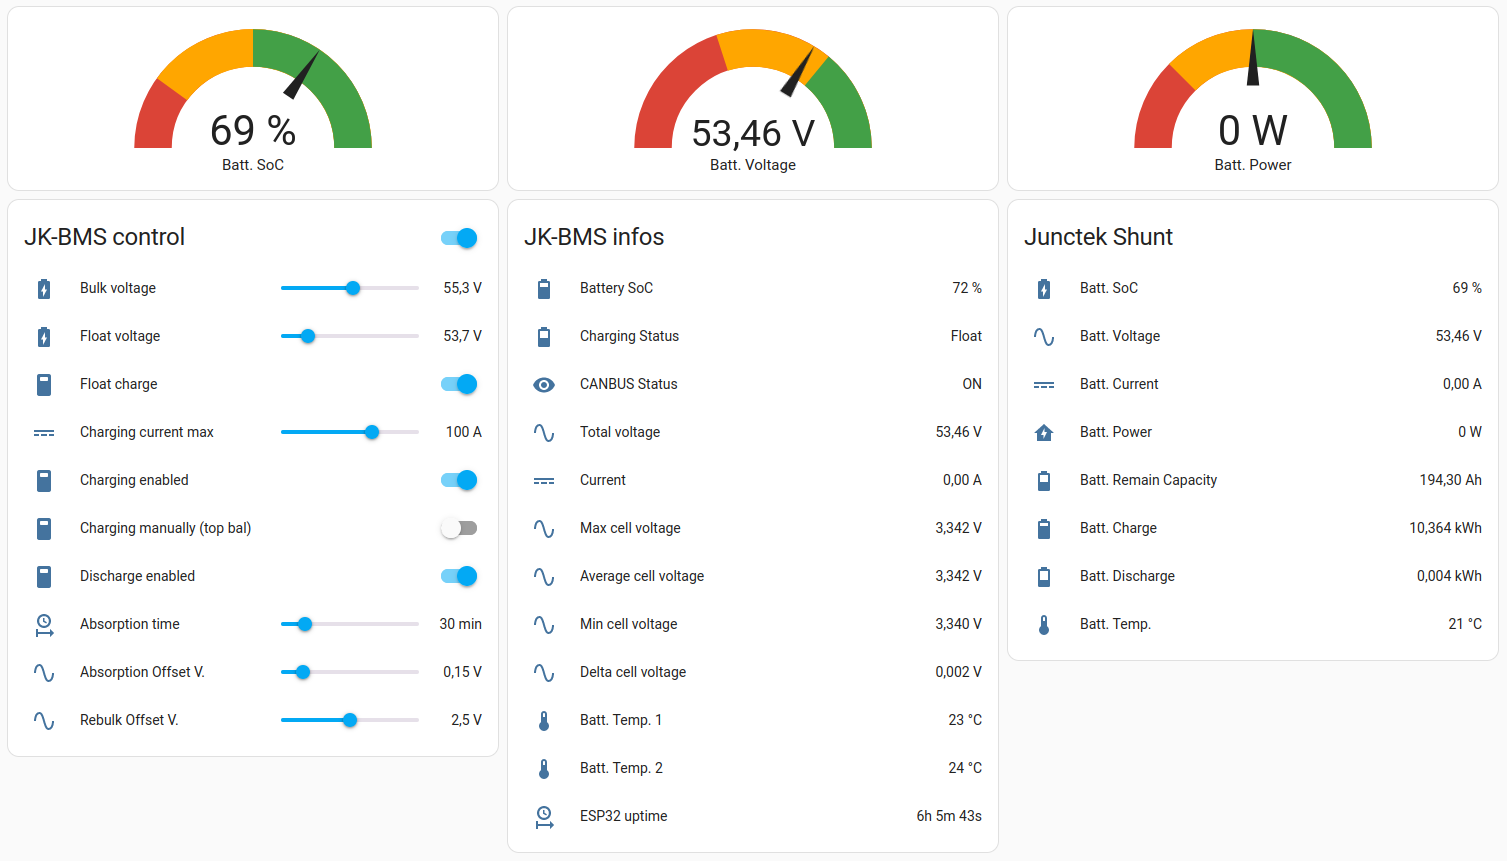 69 %
Batt. SoC
53,46 V
Batt. Voltage
0 W
Batt. Power
JK-BMS control
Bulk voltage 55,3 V
Float voltage 53,7 V
Float charge
Charging current max 100 A
Charging enabled
Charging manually (top bal)
Discharge enabled
Absorption time 30 min
Absorption Offset V. 0,15 V
Rebulk Offset V. 2,5 V
JK-BMS infos
Battery SoC 72 %
Charging Status Float
CANBUS Status ON
Total voltage 53,46 V
Current 0,00 A
Max cell voltage 3,342 V
Average cell voltage 3,342 V
Min cell voltage 3,340 V
Delta cell voltage 0,002 V
Batt. Temp. 1 23 °C
Batt. Temp. 2 24 °C
ESP32 uptime 6h 5m 43s
Junctek Shunt
Batt. SoC 69 %
Batt. Voltage 53,46 V
Batt. Current 0,00 A
Batt. Power 0 W
Batt. Remain Capacity 194,30 Ah
Batt. Charge 10,364 kWh
Batt. Discharge 0,004 kWh
Batt. Temp. 21 °C